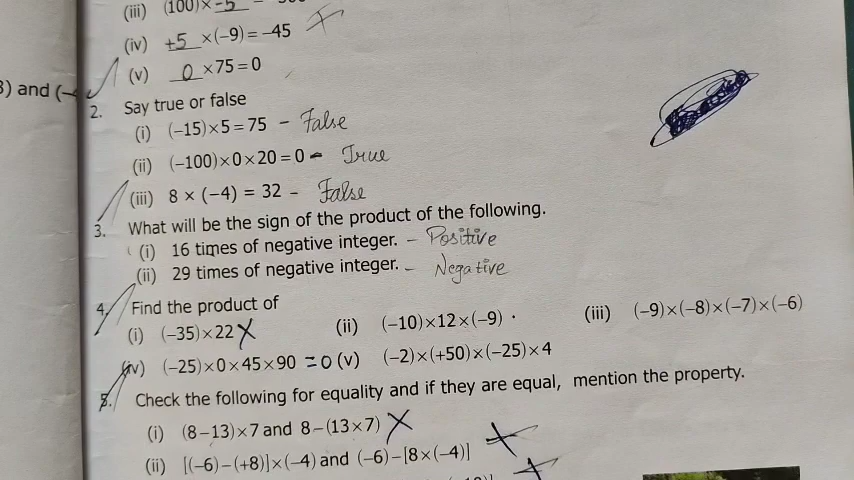 (iii) (100)×-5
(iv) +5 ×(−9)=−45
3) and (−
(v) 0 ×75=0
2. Say true or false
(i) (−15)×5=75 - False
(ii) (−100)×0×20=0 - True
(iii) 8 × (−4) = 32 - False
3. What will be the sign of the product of the following.
(i) 16 times of negative integer. - Positive
(ii) 29 times of negative integer. - Negative
4. Find the product of
(i) (−35)×22 (ii) (−10)×12×(−9) (iii) (−9)×(−8)×(−7)×(−6)
(iv) (−25)×0×45×90 =0 (v) (−2)×(+50)×(−25)×4
5. Check the following for equality and if they are equal, mention the property.
(i) (8−13)×7 and 8−(13×7)
(ii) [(−6)−(+8)]×(−4) and (−6)−[8×(−4)]